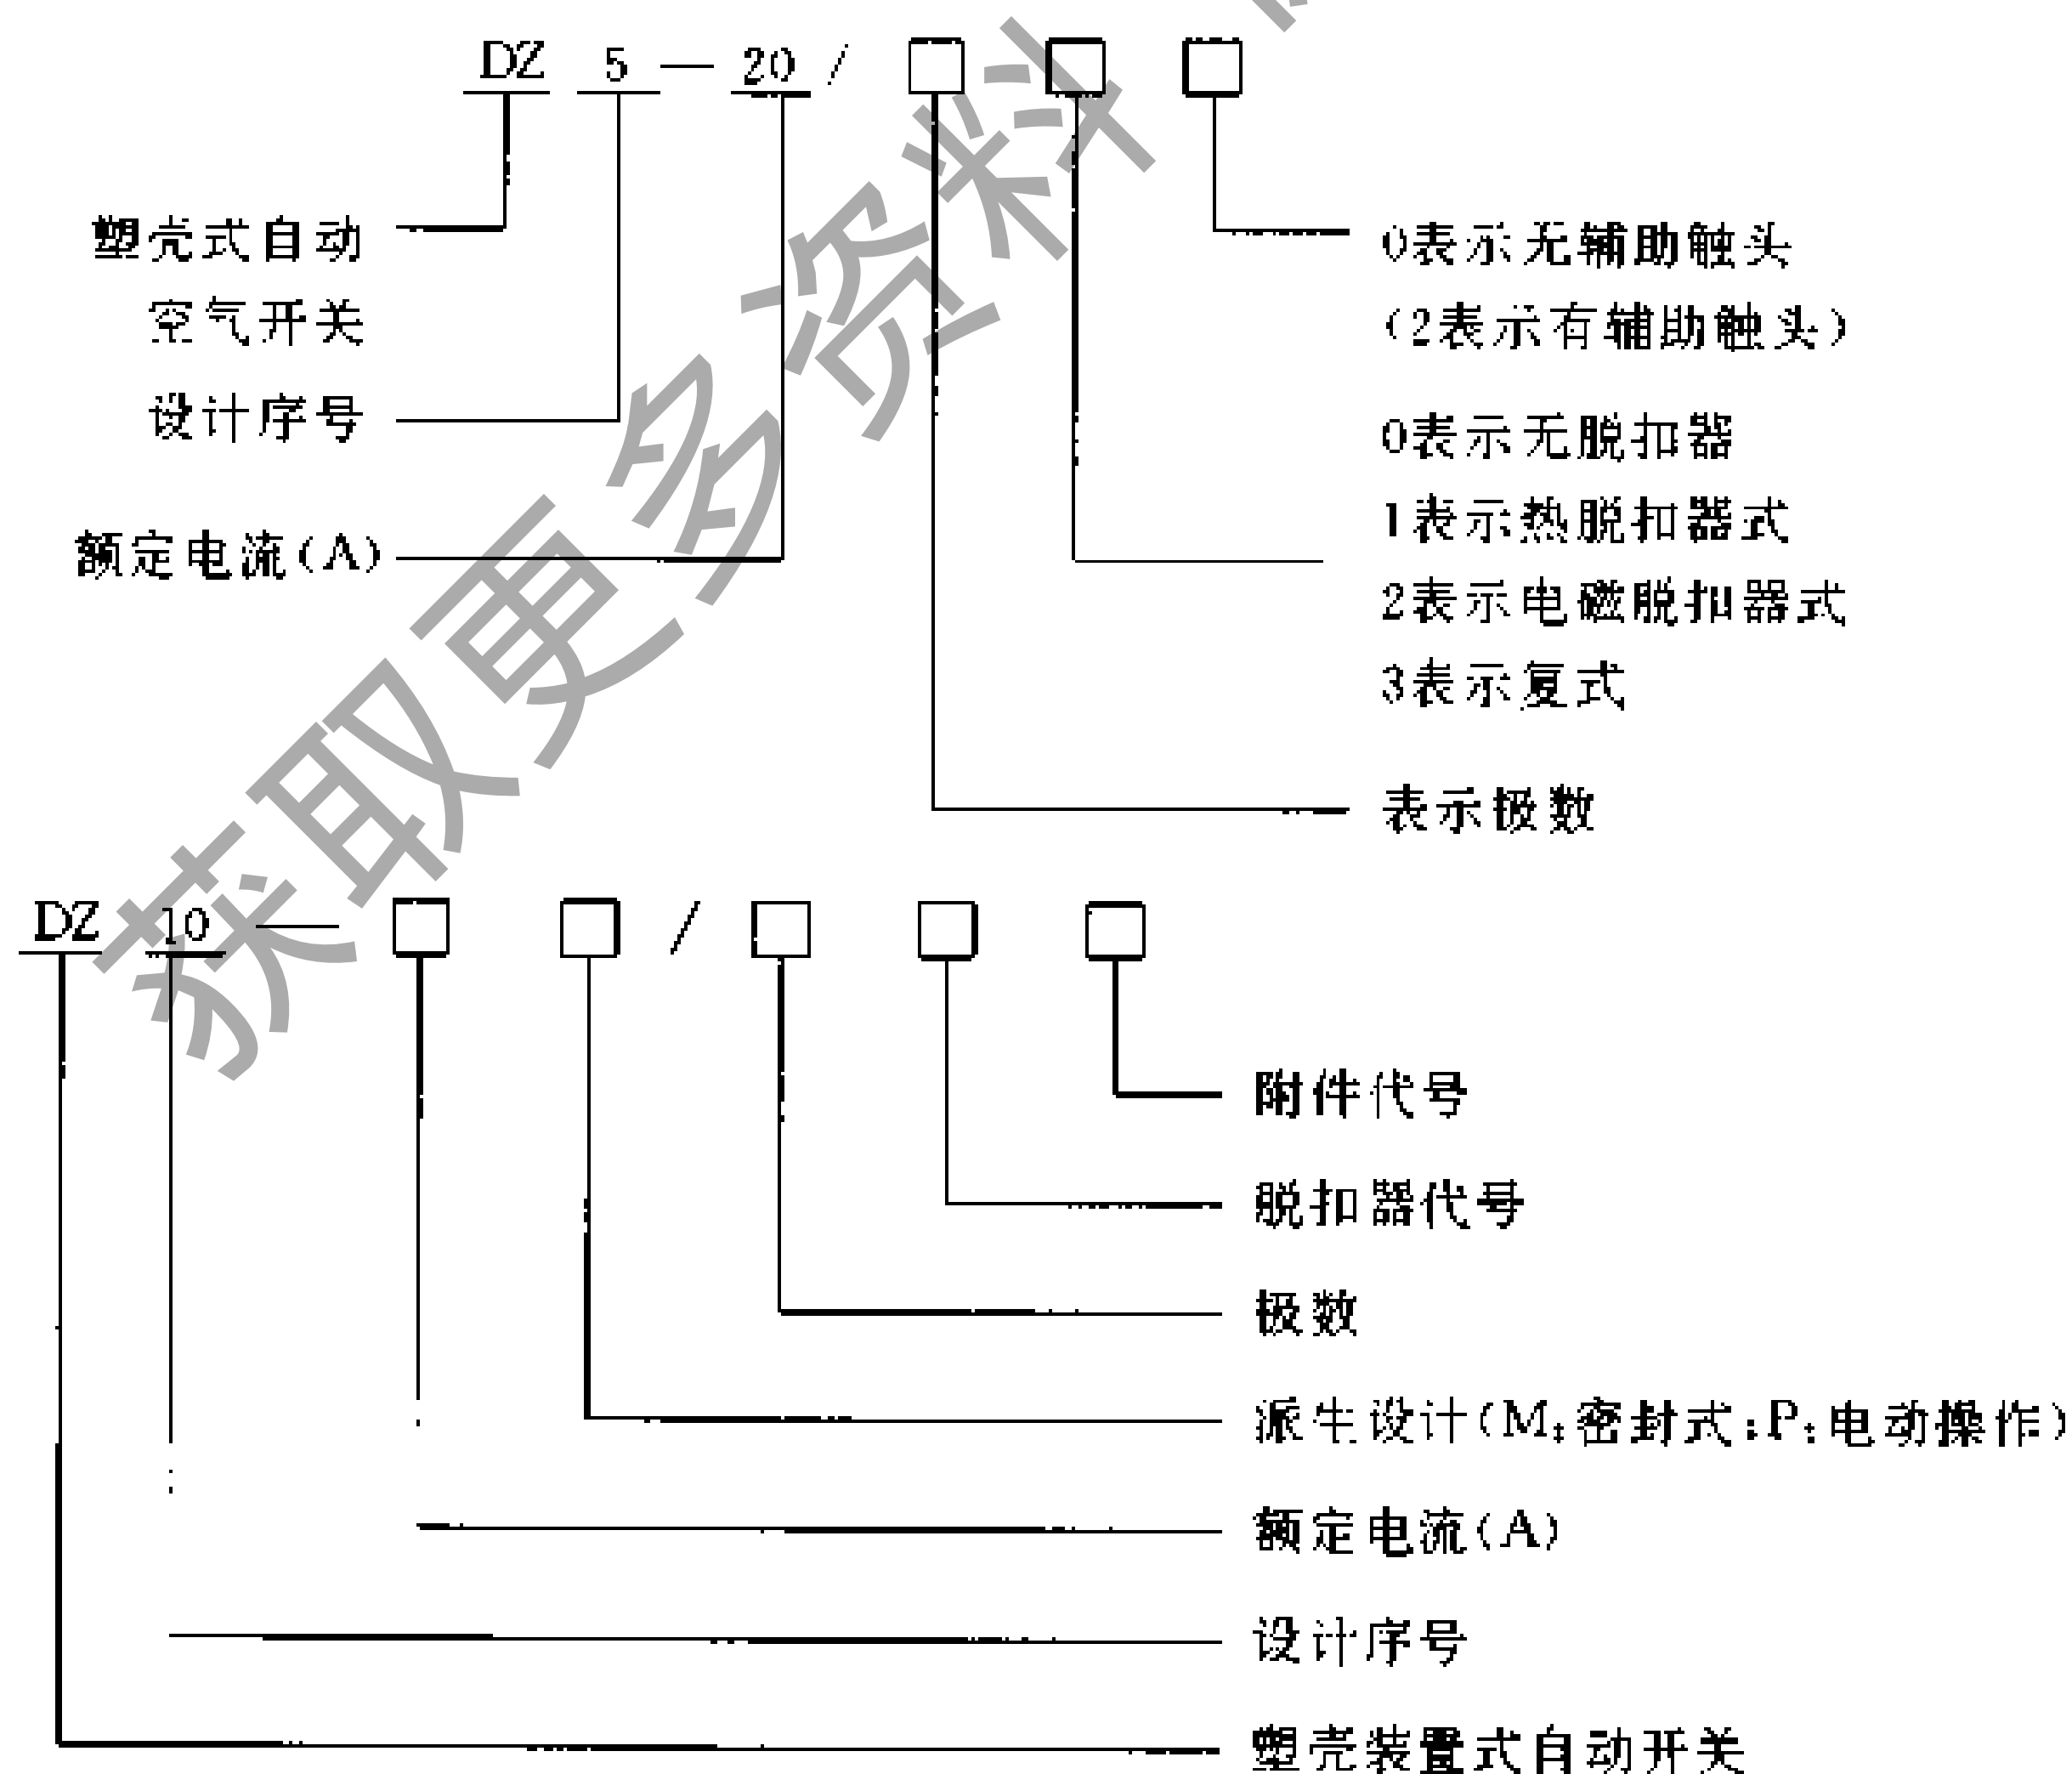 DZ 5 — 20 / □ □ □
塑壳式自动
空气开关
设计序号
额定电流(A)
0表示无辅助触头
(2表示有辅助触头)
0表示无脱扣器
1表示热脱扣器式
2表示电磁脱扣器式
3表示复式
表示极数
DZ 10 — □ □ / □ □ □
附件代号
脱扣器代号
极数
派生设计(M:密封式;P:电动操作)
额定电流(A)
设计序号
塑壳装置式自动开关
获取更多资料